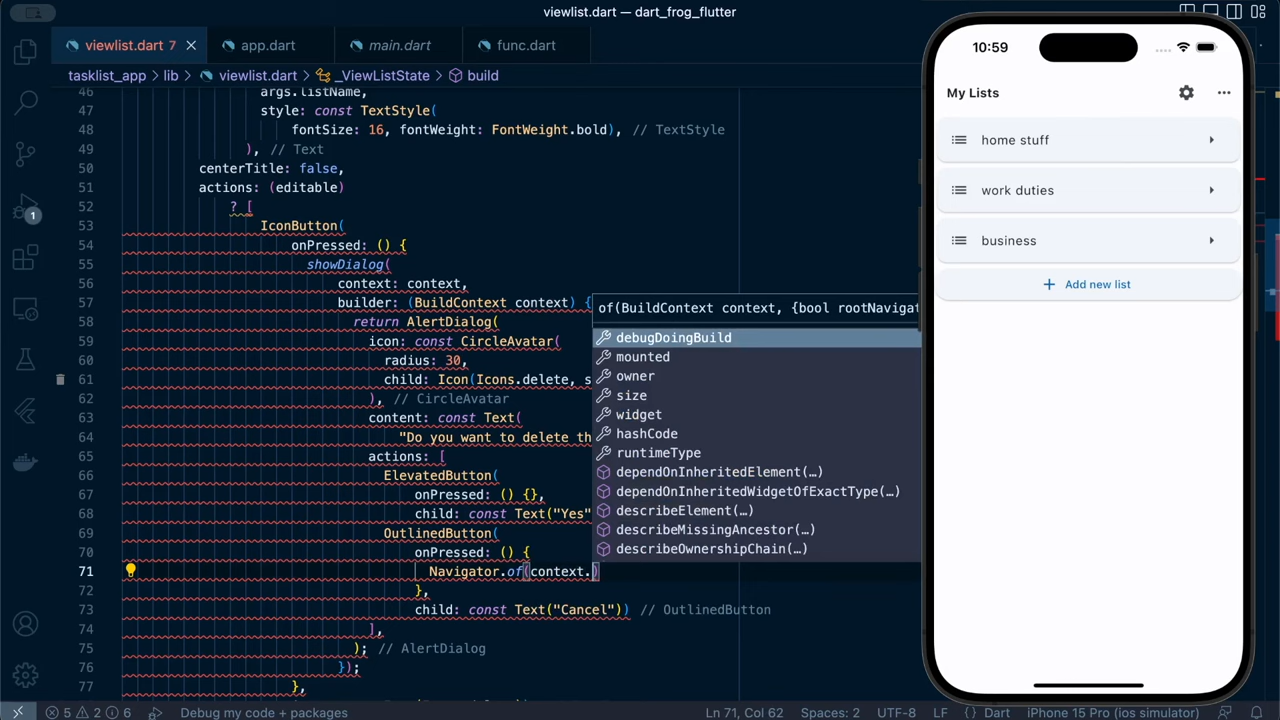 viewlist.dart — dart_frog_flutter
viewlist.dart 7
app.dart
main.dart
func.dart
tasklist_app > lib > viewlist.dart > _ViewListState > build
46 args.listName,
47 style: const TextStyle(
48 fontSize: 16, fontWeight: FontWeight.bold), // TextStyle
49 ), // Text
50 centerTitle: false,
51 actions: (editable)
52 ? [
53 IconButton(
54 onPressed: () {
55 showDialog(
56 context: context,
57 builder: (BuildContext context) {
58 return AlertDialog(
59 icon: const CircleAvatar(
60 radius: 30,
61 child: Icon(Icons.delete, s
62 ), // CircleAvatar
63 content: const Text(
64 "Do you want to delete th
65 actions: [
66 ElevatedButton(
67 onPressed: () {},
68 child: const Text("Yes"
69 OutlinedButton(
70 onPressed: () {
71 Navigator.of(context.)
72 },
73 child: const Text("Cancel")) // OutlinedButton
74 ],
75 ); // AlertDialog
76 });
77 },
of(BuildContext context, {bool rootNavigat
debugDoingBuild
mounted
owner
size
widget
hashCode
runtimeType
dependOnInheritedElement(…)
dependOnInheritedWidgetOfExactType(…)
describeElement(…)
describeMissingAncestor(…)
describeOwnershipChain(…)
1
5 2 6 Debug my code + packages
Ln 71, Col 62 Spaces: 2 UTF-8 LF {} Dart iPhone 15 Pro (ios simulator)
10:59
My Lists
home stuff
work duties
business
+ Add new list